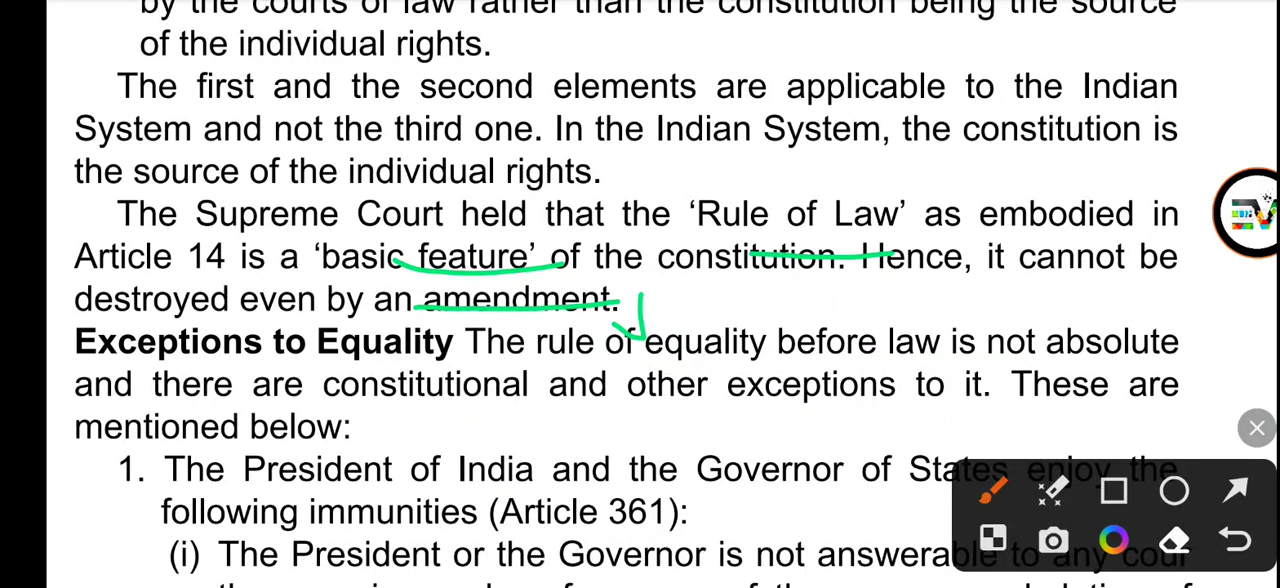 by the courts of law rather than the constitution being the source
of the individual rights.
The first and the second elements are applicable to the Indian
System and not the third one. In the Indian System, the constitution is
the source of the individual rights.
The Supreme Court held that the ‘Rule of Law’ as embodied in
Article 14 is a ‘basic feature’ of the constitution. Hence, it cannot be
destroyed even by an amendment.
Exceptions to Equality The rule of equality before law is not absolute
and there are constitutional and other exceptions to it. These are
mentioned below:
1. The President of India and the Governor of States enjoy the
following immunities (Article 361):
(i) The President or the Governor is not answerable to any cour